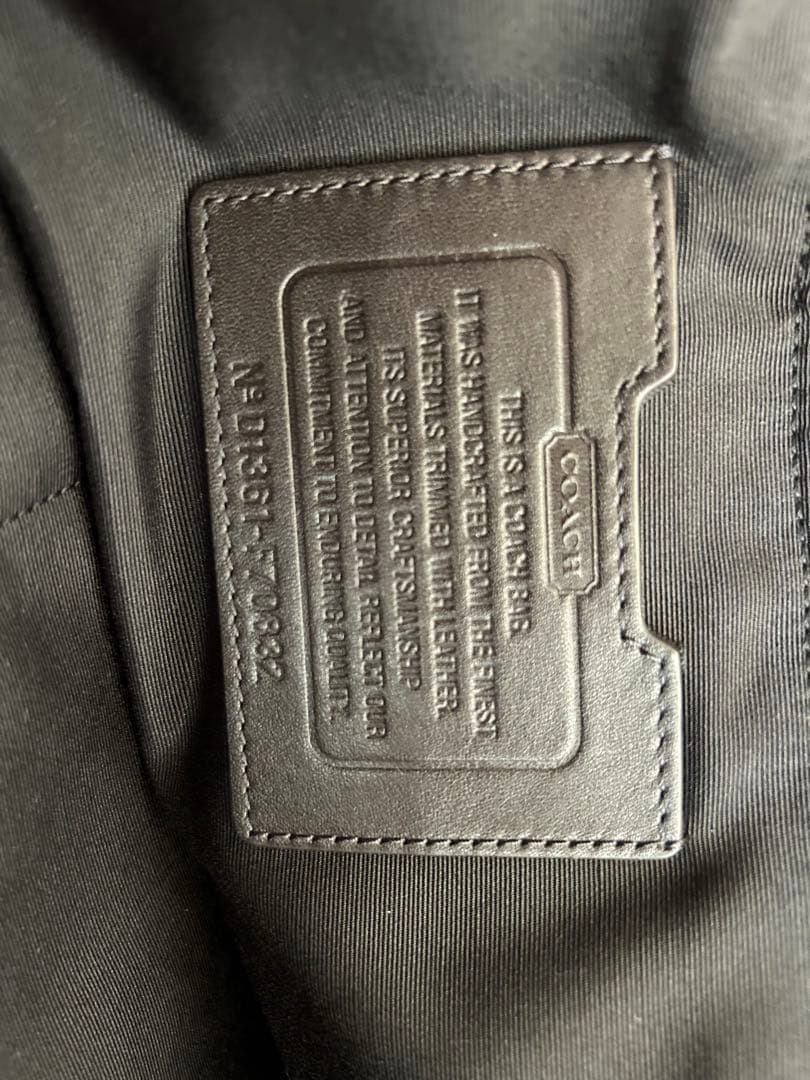 COACH
THIS IS A COACH BAG.
IT WAS HANDCRAFTED FROM THE FINEST
MATERIALS TRIMMED WITH LEATHER.
ITS SUPERIOR CRAFTSMANSHIP
AND ATTENTION TO DETAIL REFLECT OUR
COMMITMENT TO ENDURING QUALITY.
Nº D1361-F70832